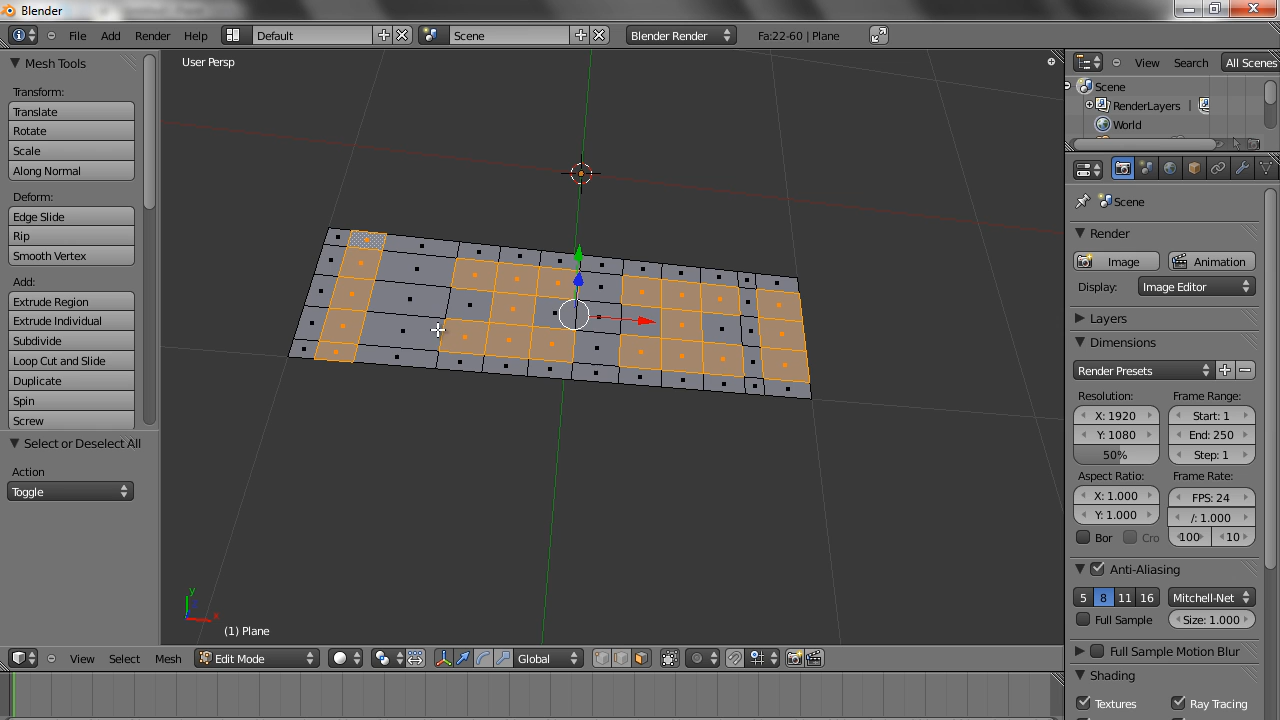 Blender
File Add Render Help Default Scene Blender Render Fa:22-60 | Plane
Mesh Tools
Transform:
Translate
Rotate
Scale
Along Normal
Deform:
Edge Slide
Rip
Smooth Vertex
Add:
Extrude Region
Extrude Individual
Subdivide
Loop Cut and Slide
Duplicate
Spin
Screw
Select or Deselect All
Action
Toggle
User Persp
y
x
(1) Plane
View Select Mesh Edit Mode Global
View Search All Scenes
Scene
RenderLayers |
World
Scene
Render
Image Animation
Display: Image Editor
Layers
Dimensions
Render Presets
Resolution: Frame Range:
X: 1920 Start: 1
Y: 1080 End: 250
50% Step: 1
Aspect Ratio: Frame Rate:
X: 1.000 FPS: 24
Y: 1.000 /: 1.000
Bor Cro 100 10
Anti-Aliasing
5 8 11 16 Mitchell-Net
Full Sample Size: 1.000
Full Sample Motion Blur
Shading
Textures Ray Tracing